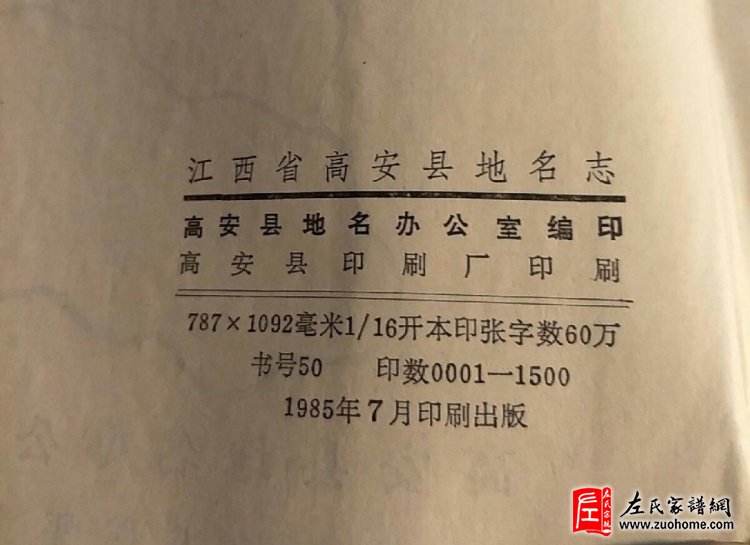 江西省高安县地名志
高安县地名办公室编印
高安县印刷厂印刷
787×1092毫米1/16开本印张字数60万
书号50 印数0001—1500
1985年7月印刷出版
左氏家譜網
www.zuohome.com